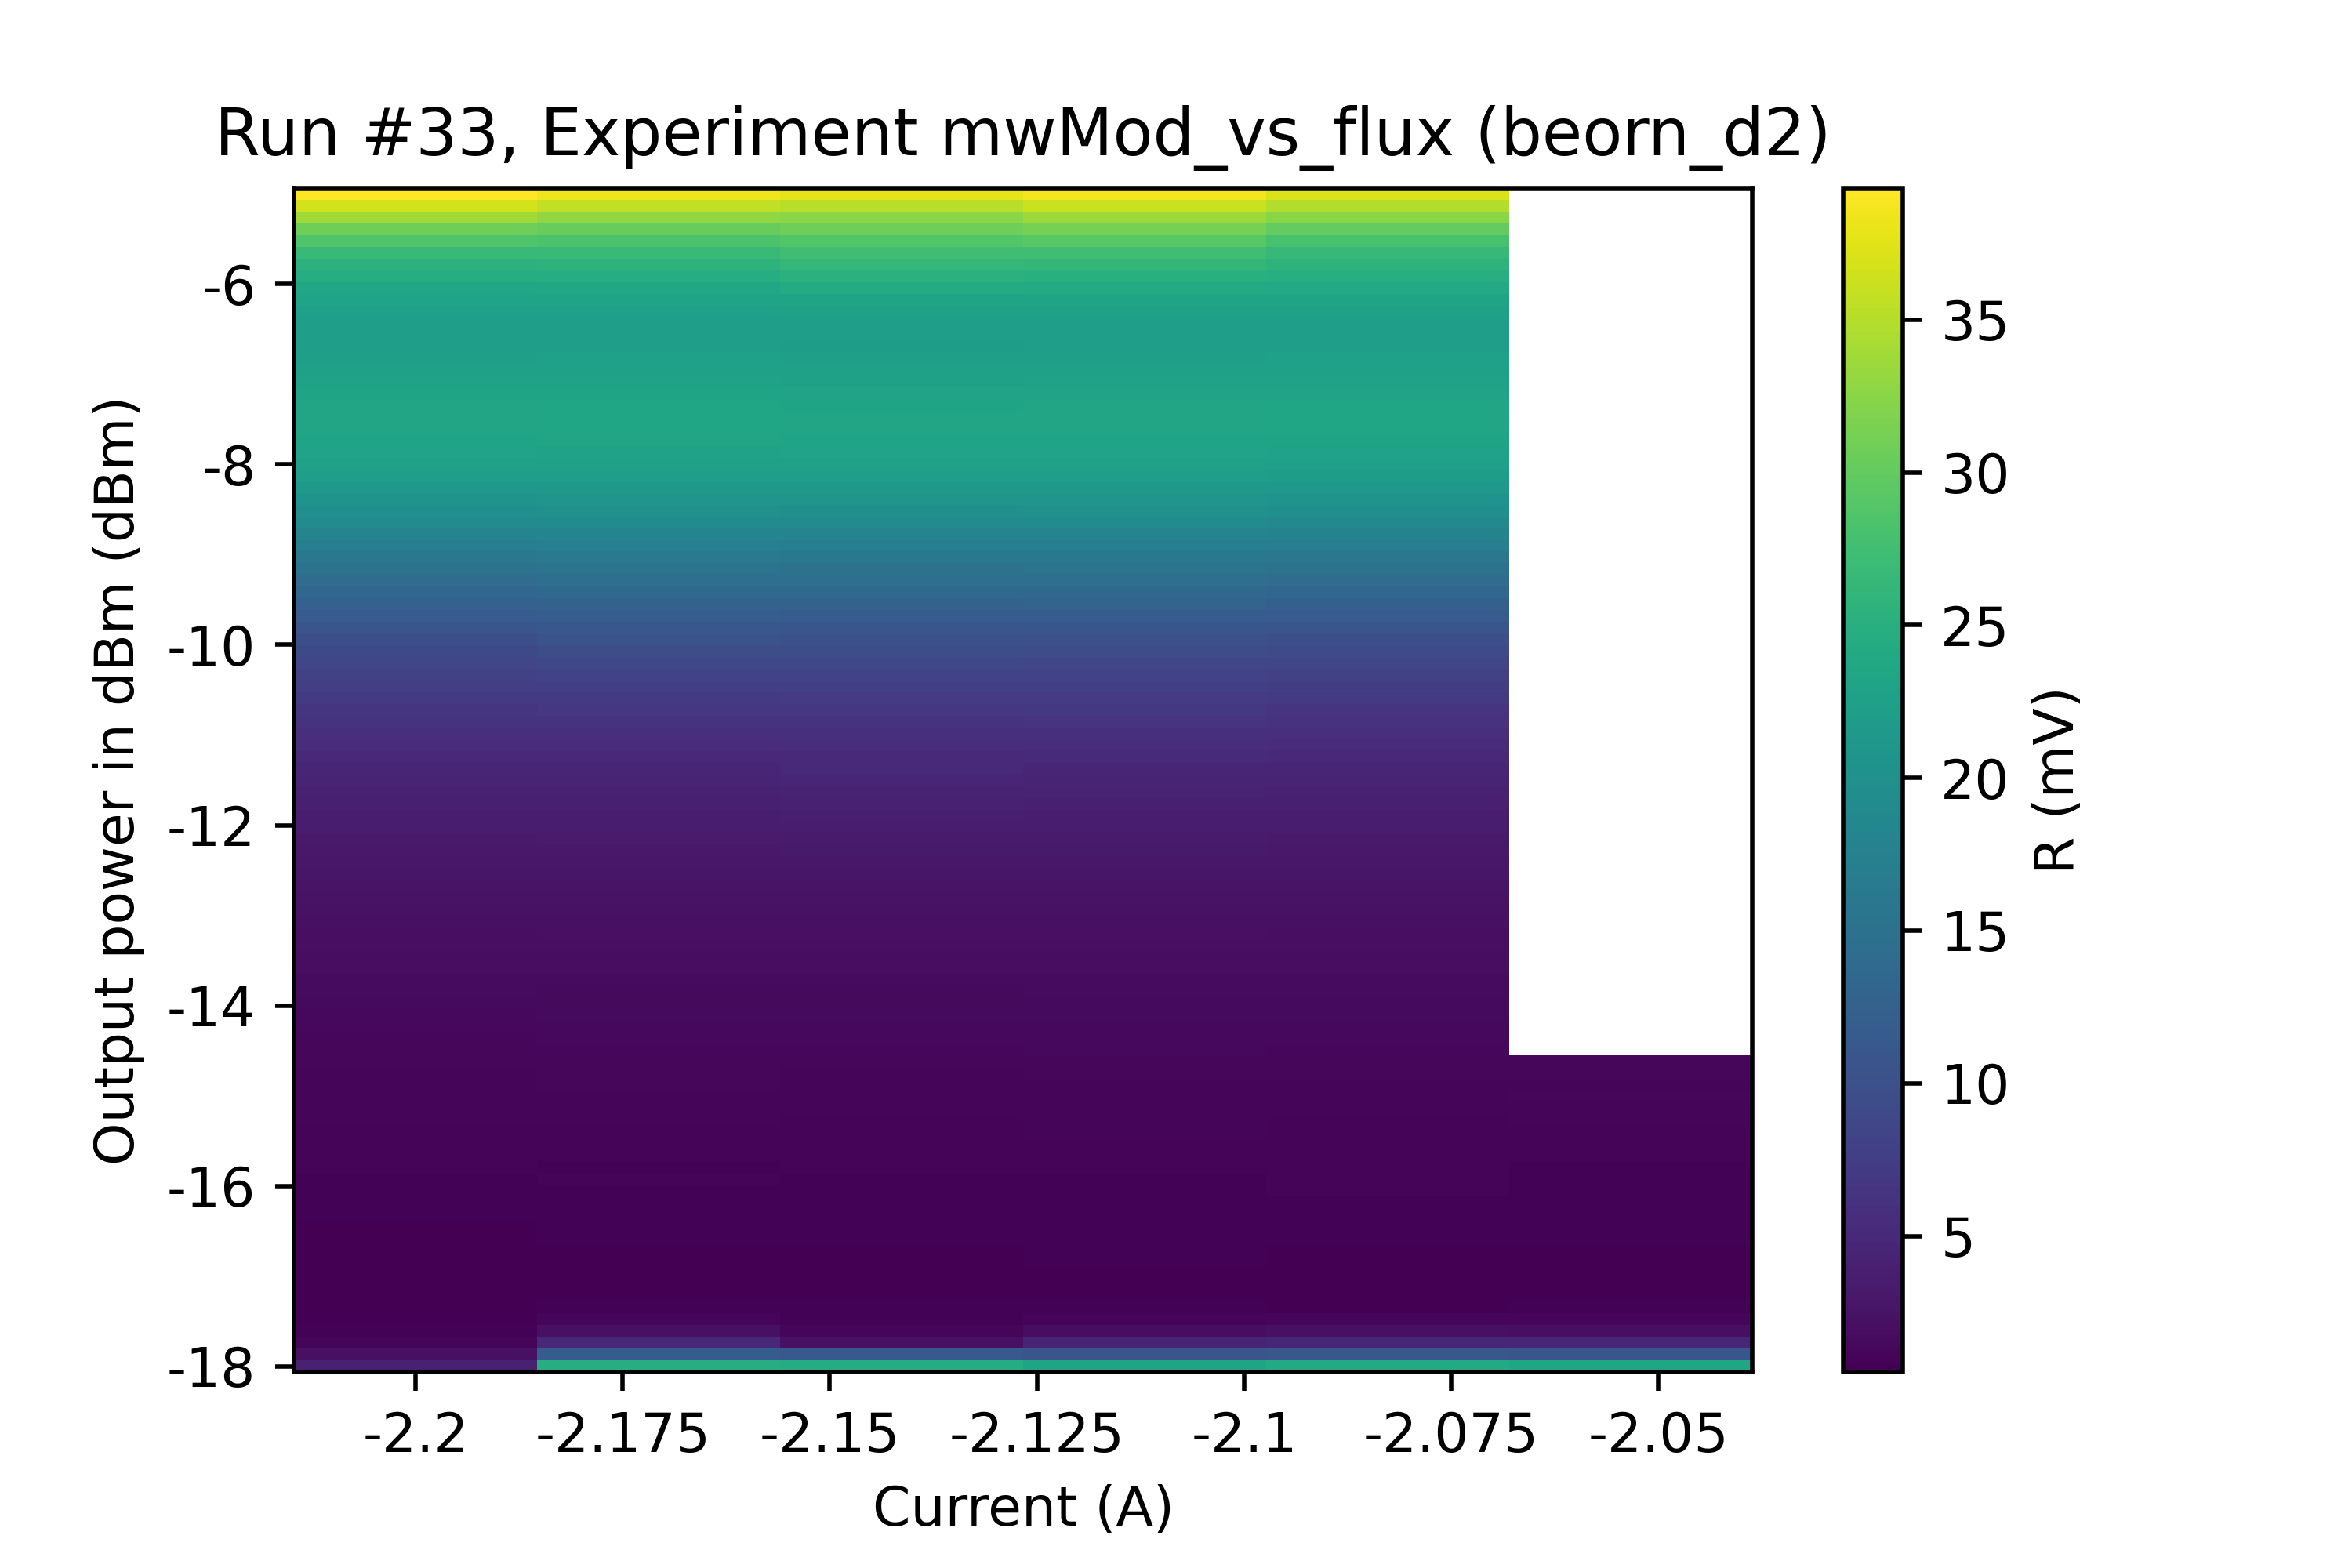 Run #33, Experiment mwMod_vs_flux (beorn_d2)
Output power in dBm (dBm)
-6
-8
-10
-12
-14
-16
-18
-2.2 -2.175 -2.15 -2.125 -2.1 -2.075 -2.05
Current (A)
35
30
25
20
15
10
5
R (mV)